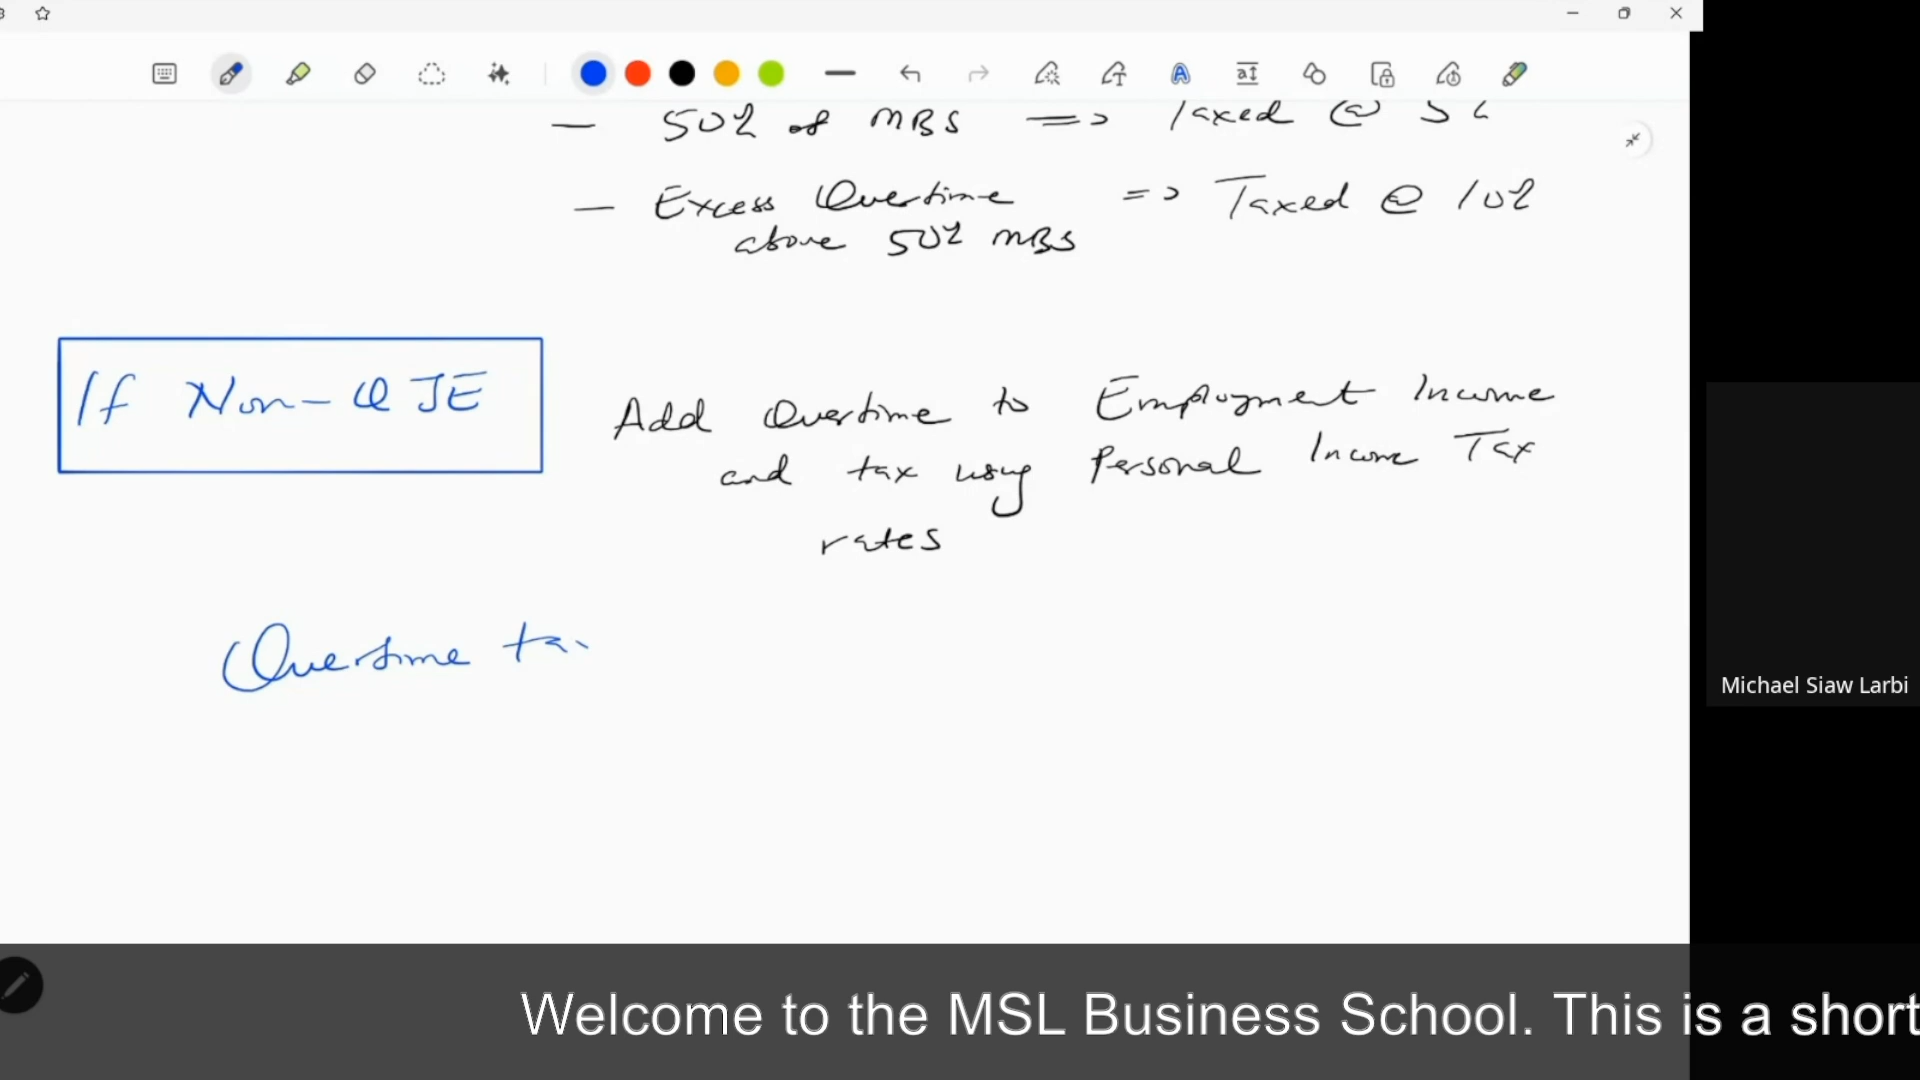 — 50% of MBS => Taxed @ 5%
— Excess Overtime => Taxed @ 10%
above 50% MBS
If Non-QJE
Add Overtime to Employment Income
and tax using Personal Income Tax
rates
Overtime ta
Michael Siaw Larbi
Welcome to the MSL Business School. This is a short